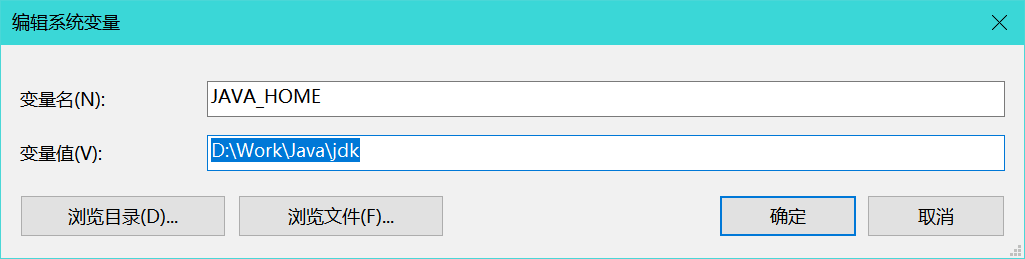 编辑系统变量
变量名(N):
JAVA_HOME
变量值(V):
D:\Work\Java\jdk
浏览目录(D)...
浏览文件(F)...
确定
取消